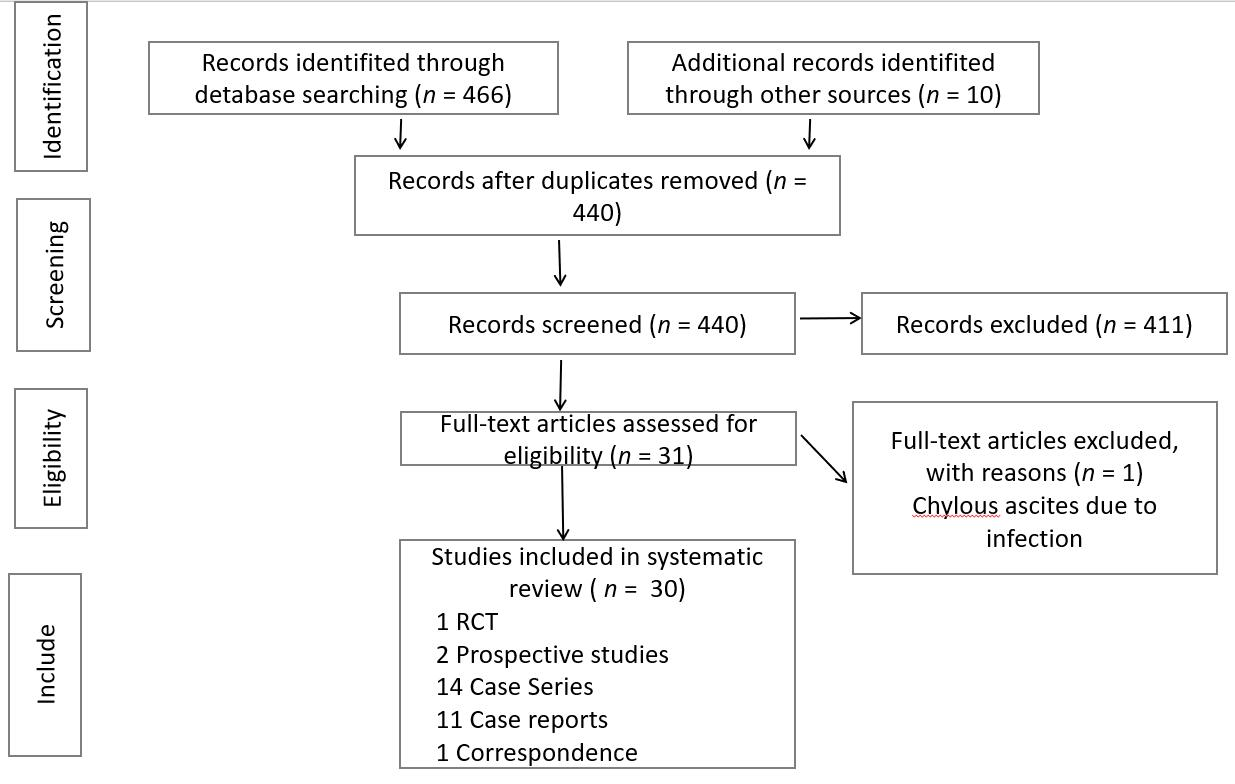 Identification
Records identifited through
detabase searching (n = 466)
Additional records identifited
through other sources (n = 10)
Records after duplicates removed (n =
440)
Screening
Records screened (n = 440)
Records excluded (n = 411)
Eligibility
Full-text articles assessed for
eligibility (n = 31)
Full-text articles excluded,
with reasons (n = 1)
Chylous ascites due to
infection
Include
Studies included in systematic
review ( n =  30)
1 RCT
2 Prospective studies
14 Case Series
11 Case reports
1 Correspondence